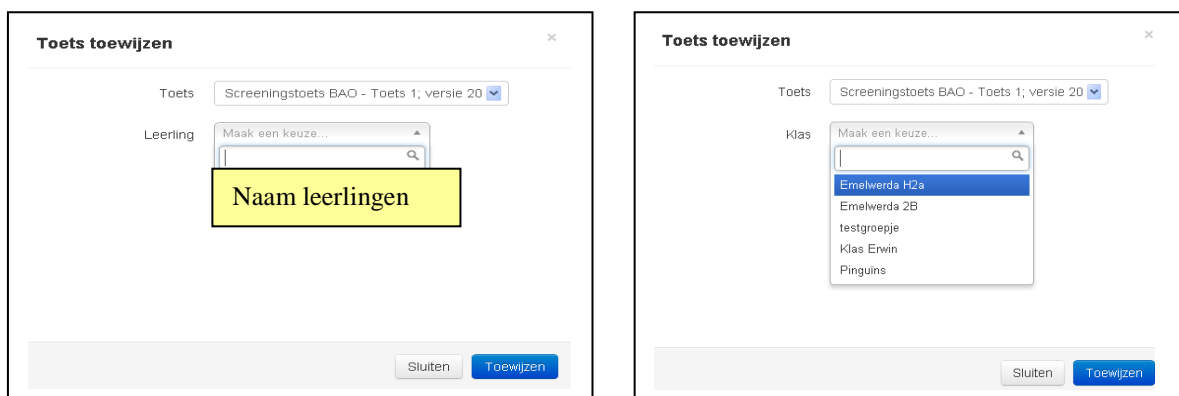 Toets toewijzen ×
Toets Screeningstoets BAO - Toets 1; versie 20
Leerling Maak een keuze...
Naam leerlingen
Sluiten Toewijzen
Toets toewijzen ×
Toets Screeningstoets BAO - Toets 1; versie 20
Klas Maak een keuze...
Emelwerda H2a
Emelwerda 2B
testgroepje
Klas Erwin
Pinguïns
Sluiten Toewijzen